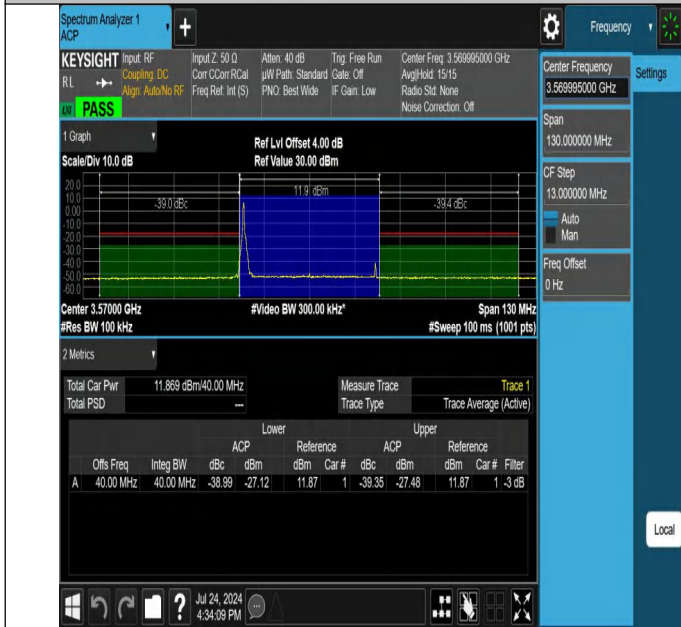 Spectrum Analyzer 1
ACP
Frequency
KEYSIGHT Input: RF Input Z: 50 Ω Atten: 40 dB Trig: Free Run Center Freq: 3.569995000 GHz
RL Coupling: DC Corr CCorr RCal µW Path: Standard Gate: Off Avg|Hold: 15/15
Align: Auto/No RF Freq Ref: Int (S) PNO: Best Wide IF Gain: Low Radio Std: None
PASS Noise Correction: Off
Center Frequency
3.569995000 GHz
Settings
Span
130.000000 MHz
CF Step
13.000000 MHz
Auto
Man
Freq Offset
0 Hz
1 Graph
Ref Lvl Offset 4.00 dB
Scale/Div 10.0 dB Ref Value 30.00 dBm
20.0
10.0
0.00
-10.0
-20.0
-30.0
-40.0
-50.0
-60.0
-39.0 dBc 11.9 dBm -39.4 dBc
Center 3.57000 GHz #Video BW 300.00 kHz* Span 130 MHz
#Res BW 100 kHz #Sweep 100 ms (1001 pts)
2 Metrics
Total Car Pwr 11.869 dBm/40.00 MHz Measure Trace Trace 1
Total PSD --- Trace Type Trace Average (Active)
Lower Upper
ACP Reference ACP Reference
Offs Freq Integ BW dBc dBm dBm Car # dBc dBm dBm Car # Filter
A 40.00 MHz 40.00 MHz -38.99 -27.12 11.87 1 -39.35 -27.48 11.87 1 -3 dB
Local
Jul 24, 2024
4:34:09 PM